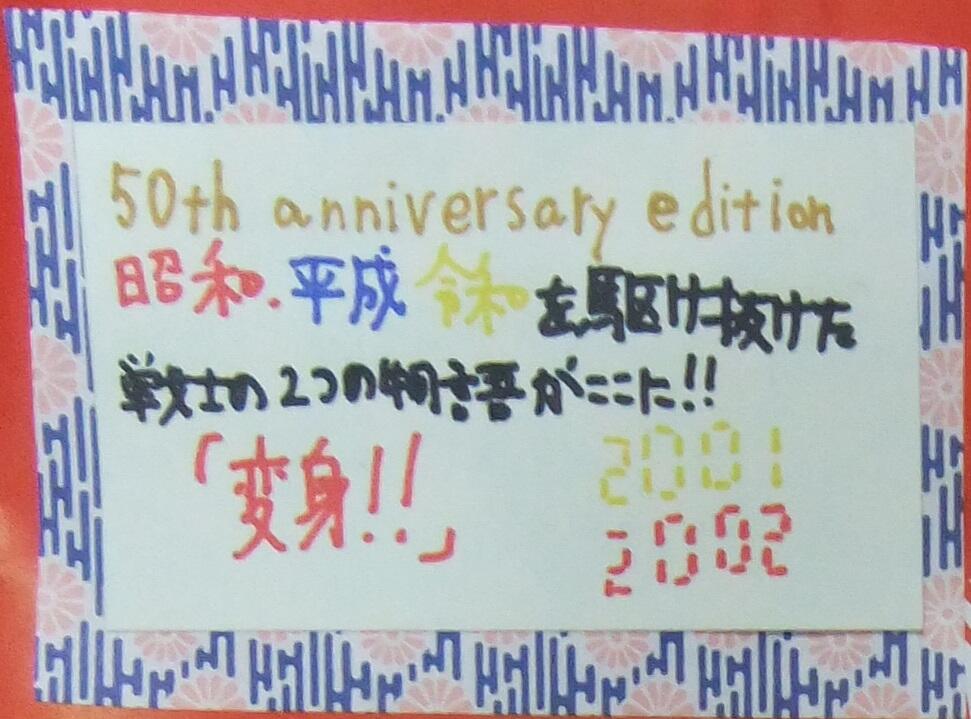 50th anniversary edition
昭和.平成 令和を駆け抜けた
戦士の2つの物語がここに!!
「変身!!」
2001
2002